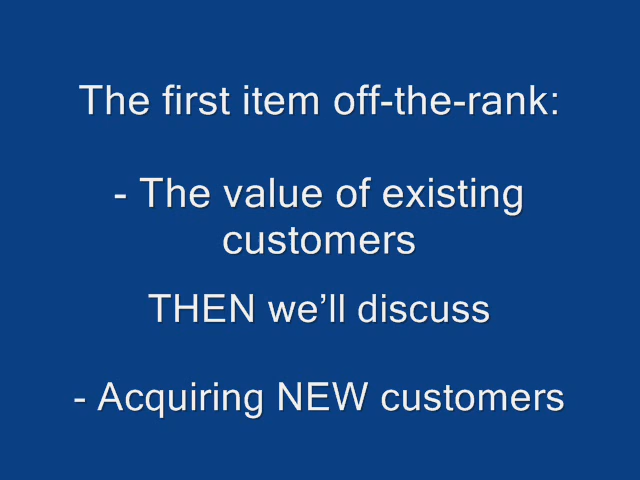 The first item off-the-rank:
- The value of existing
customers
THEN we’ll discuss
- Acquiring NEW customers